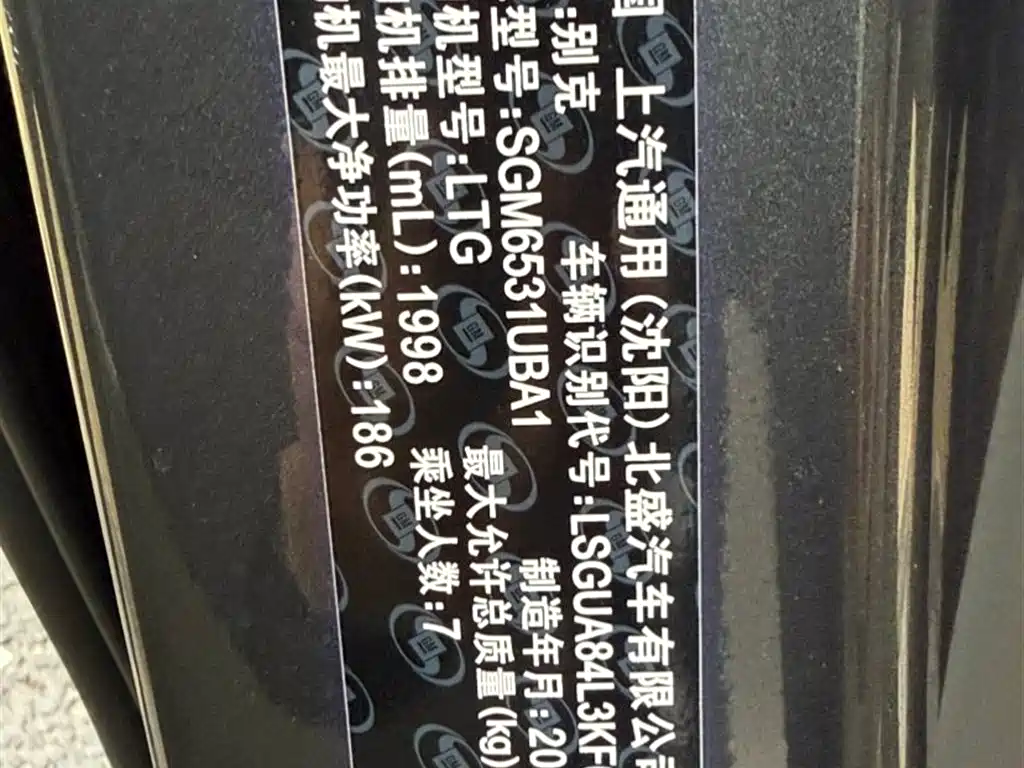 国 上汽通用(沈阳)北盛汽车有限公司
:别克 车辆识别代号:LSGUA84L3KF
型号:SGM6531UBA1 制造年月:20
机型号:LTG 最大允许总质量(kg)
机排量(mL):1998 乘坐人数:7
机最大净功率(kW):186
GM